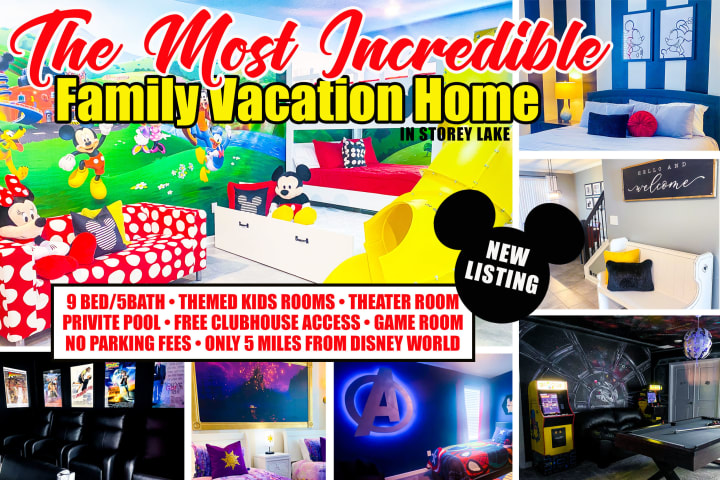 The Most Incredible
Family Vacation Home
IN STOREY LAKE
HELLO AND
welcome
NEW
LISTING
9 BED/5BATH • THEMED KIDS ROOMS • THEATER ROOM
PRIVITE POOL • FREE CLUBHOUSE ACCESS • GAME ROOM
NO PARKING FEES • ONLY 5 MILES FROM DISNEY WORLD
A